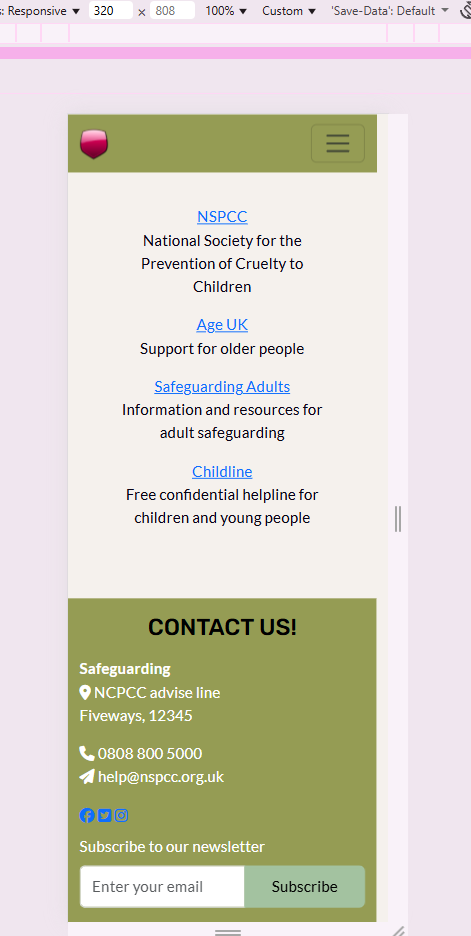 : Responsive ▼ 320 × 808 100% ▼ Custom ▼ 'Save-Data': Default ▼
NSPCC
National Society for the
Prevention of Cruelty to
Children
Age UK
Support for older people
Safeguarding Adults
Information and resources for
adult safeguarding
Childline
Free confidential helpline for
children and young people
CONTACT US!
Safeguarding
NCPCC advise line
Fiveways, 12345
0808 800 5000
help@nspcc.org.uk
Subscribe to our newsletter
Enter your email Subscribe